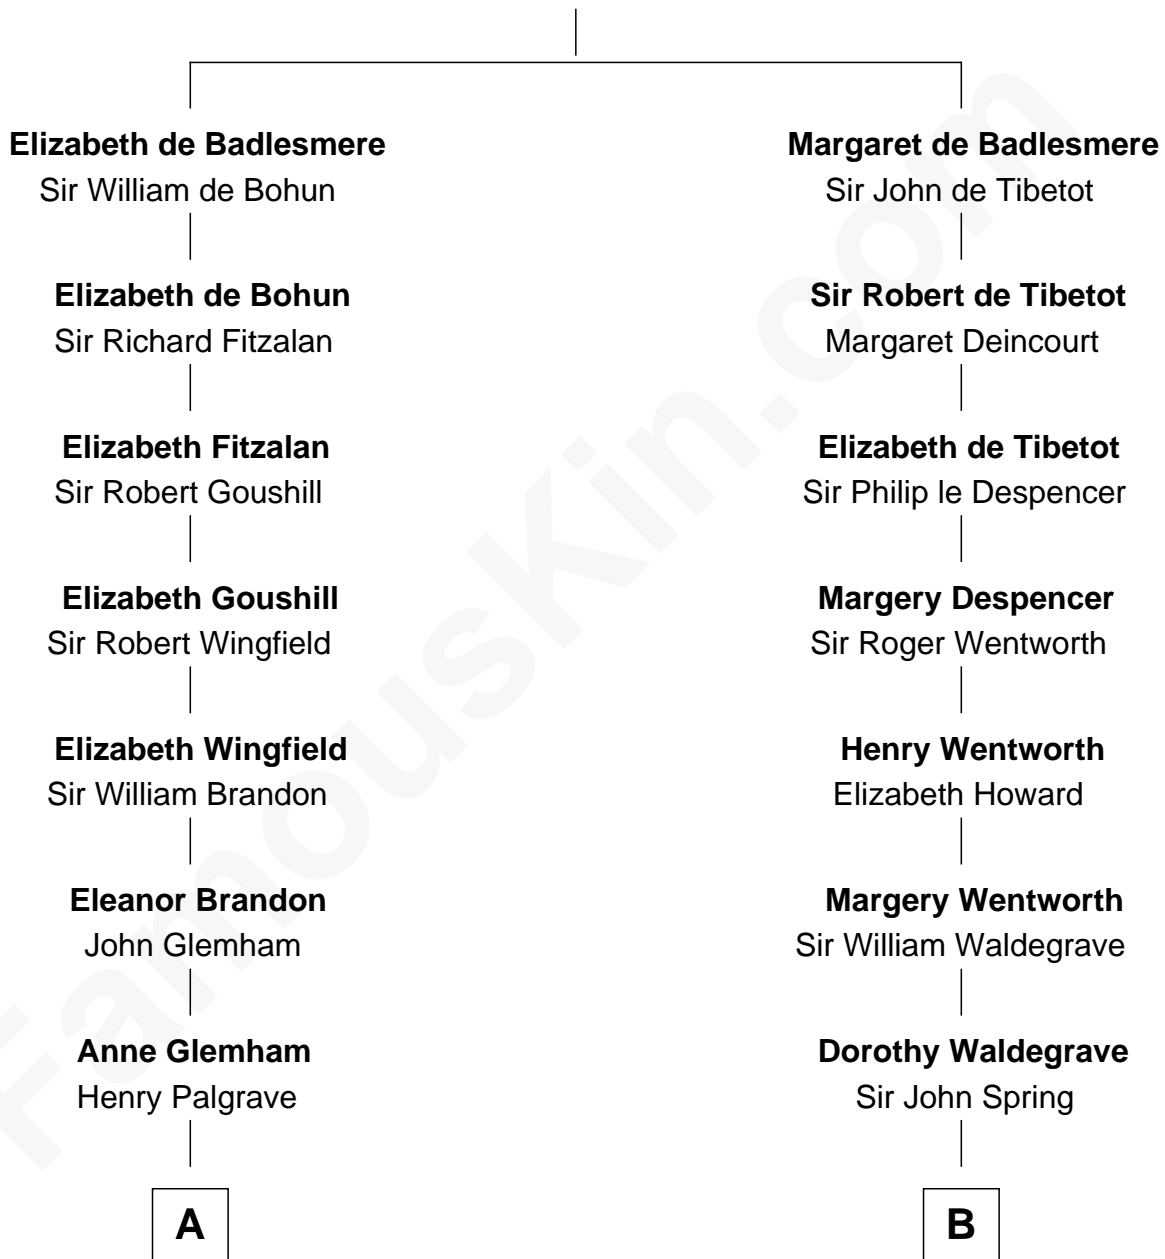 Elizabeth de Badlesmere
Sir William de Bohun
Margaret de Badlesmere
Sir John de Tibetot
Elizabeth de Bohun
Sir Richard Fitzalan
Sir Robert de Tibetot
Margaret Deincourt
Elizabeth Fitzalan
Sir Robert Goushill
Elizabeth de Tibetot
Sir Philip le Despencer
Elizabeth Goushill
Sir Robert Wingfield
Margery Despencer
Sir Roger Wentworth
Elizabeth Wingfield
Sir William Brandon
Henry Wentworth
Elizabeth Howard
Eleanor Brandon
John Glemham
Margery Wentworth
Sir William Waldegrave
Anne Glemham
Henry Palgrave
Dorothy Waldegrave
Sir John Spring
A
B
FamousKin.com